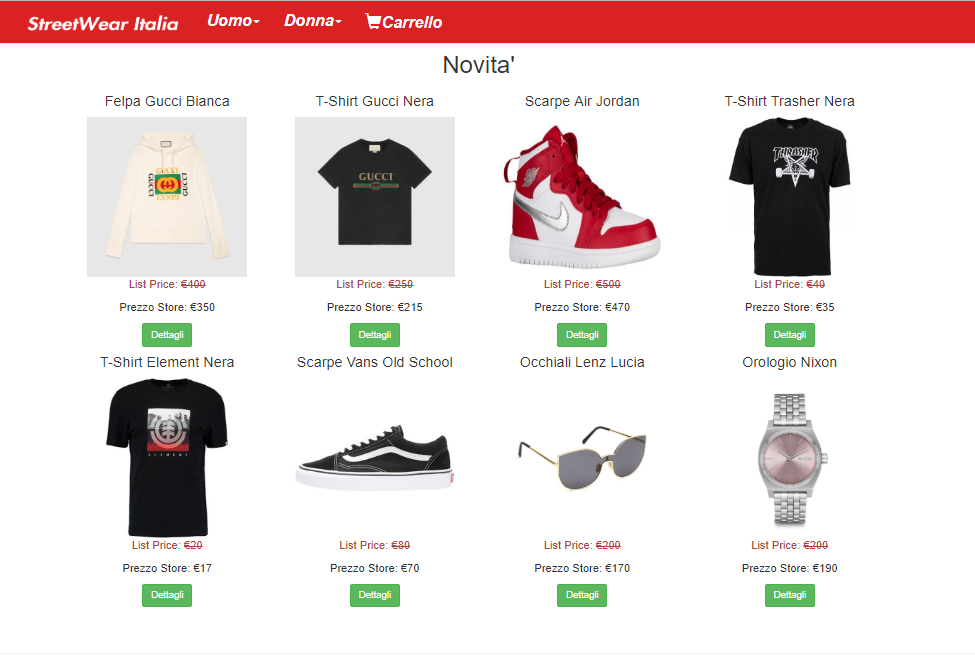 StreetWear Italia Uomo Donna Carrello
Novita'
Felpa Gucci Bianca
T-Shirt Gucci Nera
Scarpe Air Jordan
T-Shirt Trasher Nera
GUCCI
GUCCI
GUCCI
GUCCI
GUCCI
THRASHER
List Price: €400
List Price: €250
List Price: €500
List Price: €40
Prezzo Store: €350
Prezzo Store: €215
Prezzo Store: €470
Prezzo Store: €35
Dettagli
Dettagli
Dettagli
Dettagli
T-Shirt Element Nera
Scarpe Vans Old School
Occhiali Lenz Lucia
Orologio Nixon
ELEMENT
List Price: €20
List Price: €80
List Price: €200
List Price: €200
Prezzo Store: €17
Prezzo Store: €70
Prezzo Store: €170
Prezzo Store: €190
Dettagli
Dettagli
Dettagli
Dettagli